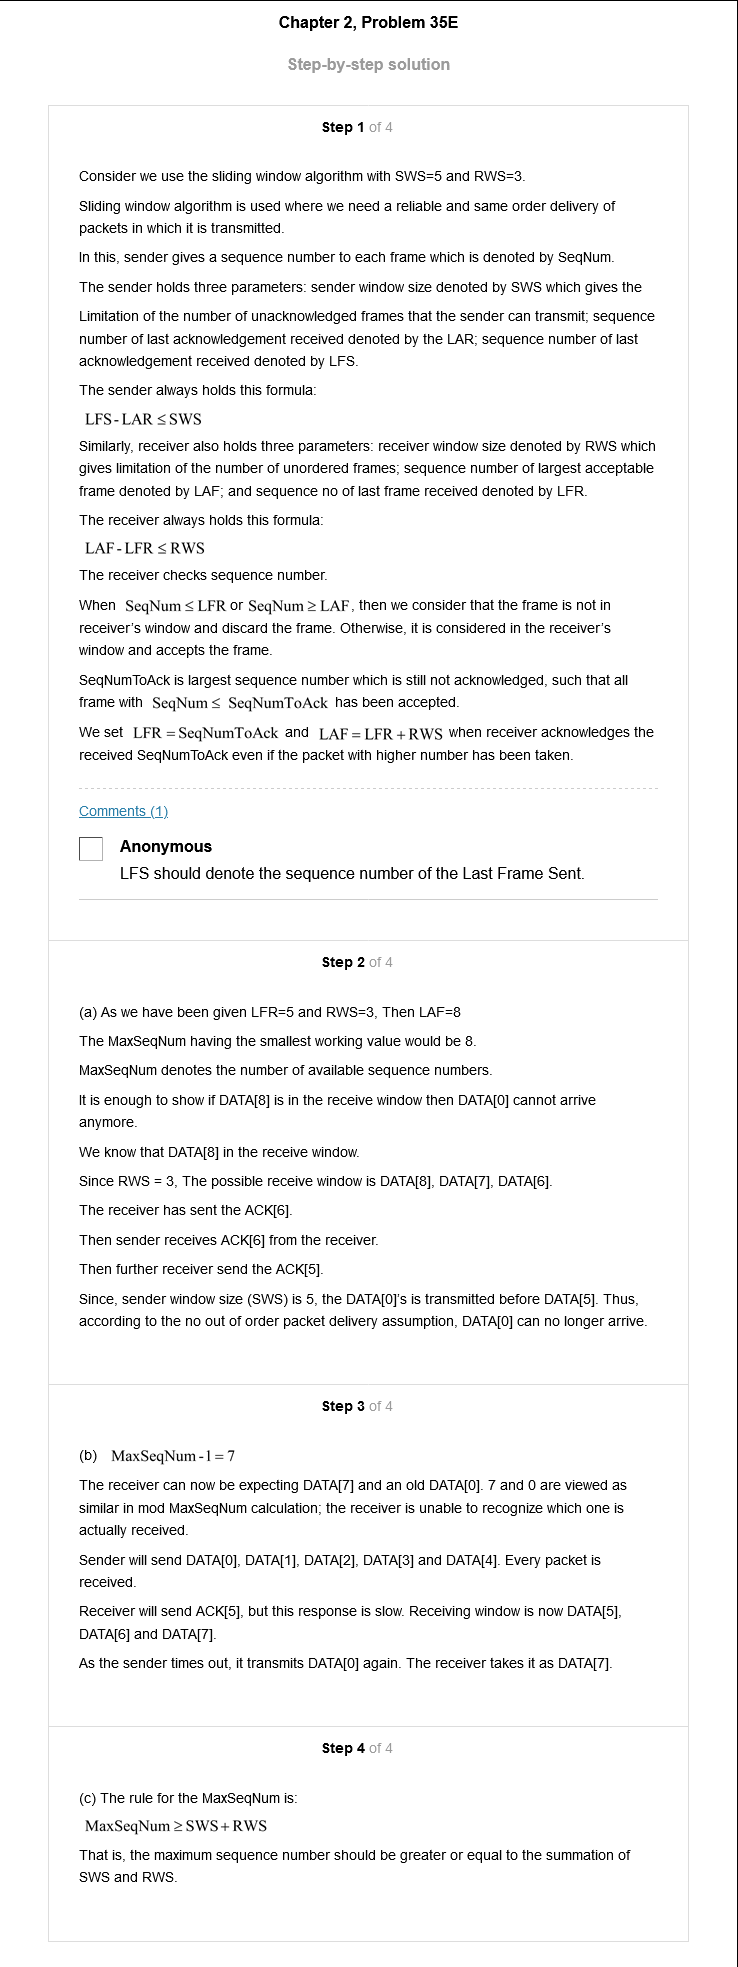 Chapter 2, Problem 35E
Step-by-step solution
Step 1 of 4
Consider we use the sliding window algorithm with SWS=5 and RWS=3.
Sliding window algorithm is used where we need a reliable and same order delivery of
packets in which it is transmitted.
In this, sender gives a sequence number to each frame which is denoted by SeqNum.
The sender holds three parameters: sender window size denoted by SWS which gives the
Limitation of the number of unacknowledged frames that the sender can transmit; sequence
number of last acknowledgement received denoted by the LAR; sequence number of last
acknowledgement received denoted by LFS.
The sender always holds this formula:
LFS - LAR ≤ SWS
Similarly, receiver also holds three parameters: receiver window size denoted by RWS which
gives limitation of the number of unordered frames; sequence number of largest acceptable
frame denoted by LAF; and sequence no of last frame received denoted by LFR.
The receiver always holds this formula:
LAF - LFR ≤ RWS
The receiver checks sequence number.
When SeqNum ≤ LFR or SeqNum ≥ LAF, then we consider that the frame is not in
receiver's window and discard the frame. Otherwise, it is considered in the receiver's
window and accepts the frame.
SeqNumToAck is largest sequence number which is still not acknowledged, such that all
frame with SeqNum ≤ SeqNumToAck has been accepted.
We set LFR = SeqNumToAck and LAF = LFR + RWS when receiver acknowledges the
received SeqNumToAck even if the packet with higher number has been taken.
Comments (1)
Anonymous
LFS should denote the sequence number of the Last Frame Sent.
Step 2 of 4
(a) As we have been given LFR=5 and RWS=3, Then LAF=8
The MaxSeqNum having the smallest working value would be 8.
MaxSeqNum denotes the number of available sequence numbers.
It is enough to show if DATA[8] is in the receive window then DATA[0] cannot arrive
anymore.
We know that DATA[8] in the receive window.
Since RWS = 3, The possible receive window is DATA[8], DATA[7], DATA[6].
The receiver has sent the ACK[6].
Then sender receives ACK[6] from the receiver.
Then further receiver send the ACK[5].
Since, sender window size (SWS) is 5, the DATA[0]'s is transmitted before DATA[5]. Thus,
according to the no out of order packet delivery assumption, DATA[0] can no longer arrive.
Step 3 of 4
(b) MaxSeqNum - 1 = 7
The receiver can now be expecting DATA[7] and an old DATA[0]. 7 and 0 are viewed as
similar in mod MaxSeqNum calculation; the receiver is unable to recognize which one is
actually received.
Sender will send DATA[0], DATA[1], DATA[2], DATA[3] and DATA[4]. Every packet is
received.
Receiver will send ACK[5], but this response is slow. Receiving window is now DATA[5],
DATA[6] and DATA[7].
As the sender times out, it transmits DATA[0] again. The receiver takes it as DATA[7].
Step 4 of 4
(c) The rule for the MaxSeqNum is:
MaxSeqNum ≥ SWS + RWS
That is, the maximum sequence number should be greater or equal to the summation of
SWS and RWS.